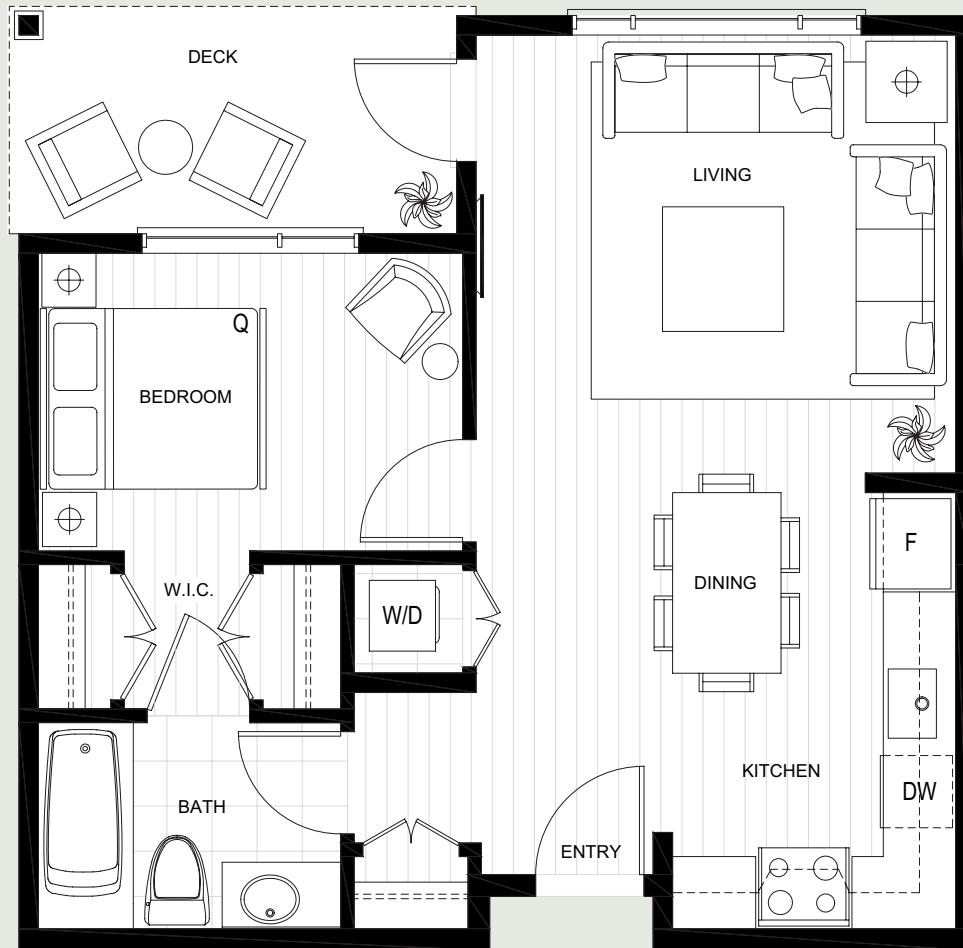 DECK
LIVING
Q
BEDROOM
F
W.I.C.
DINING
W/D
KITCHEN
DW
BATH
ENTRY